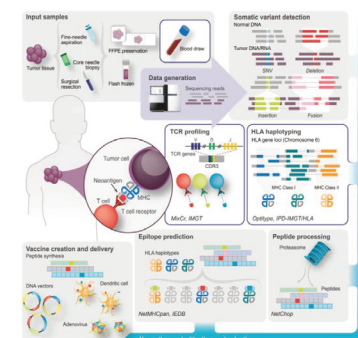 Input samples
Fine-needle
aspiration
FFPE preservation
Blood draw
Core needle
biopsy
Tumor tissue
Surgical
resection
Flash frozen
Somatic variant detection
Normal DNA
Tumor DNA/RNA
SNV
Deletion
Insertion
Fusion
Data generation
Sequencing reads
TCR profiling
V D J
TCR genes
CDR3
MixCr, IMGT
HLA haplotyping
HLA gene loci (Chromosome 6)
MHC Class I
MHC Class II
Optitype, IPD-IMGT/HLA
Tumor cell
Neoantigen
MHC
T cell
T cell receptor
Vaccine creation and delivery
Peptide synthesis
DNA vectors
Dendritic cell
Adenovirus
Epitope prediction
HLA haplotypes
NetMHCpan, IEDB
Peptide processing
Proteasome
Peptides
NetChop